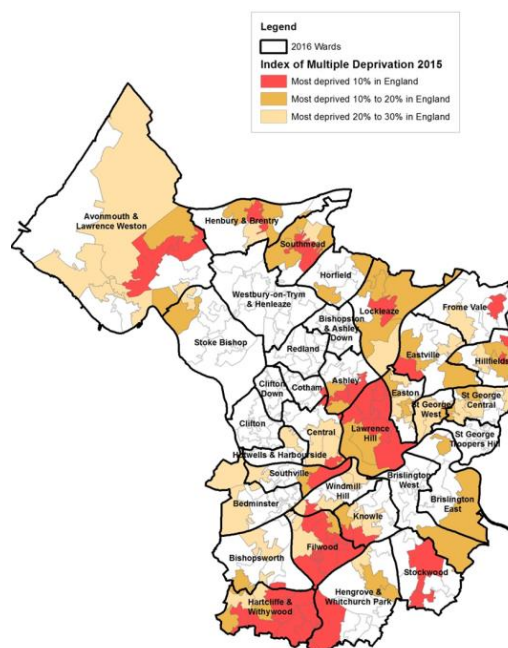 Legend
2016 Wards
Index of Multiple Deprivation 2015
Most deprived 10% in England
Most deprived 10% to 20% in England
Most deprived 20% to 30% in England
Avonmouth &
Lawrence Weston
Henbury & Brentry
Southmead
Horfield
Westbury-on-Trym
& Henleaze
Lockleaze
Frome Vale
Bishopston
& Ashley
Down
Stoke Bishop
Redland
Eastville
Hillfields
Clifton
Down
Cotham
Ashley
Easton
St George
West
St George
Central
Clifton
Central
Lawrence
Hill
St George
Troopers Hill
Hotwells & Harbourside
Southville
Windmill
Hill
Brislington
West
Bedminster
Knowle
Brislington
East
Bishopsworth
Filwood
Stockwood
Hartcliffe &
Withywood
Hengrove &
Whitchurch Park